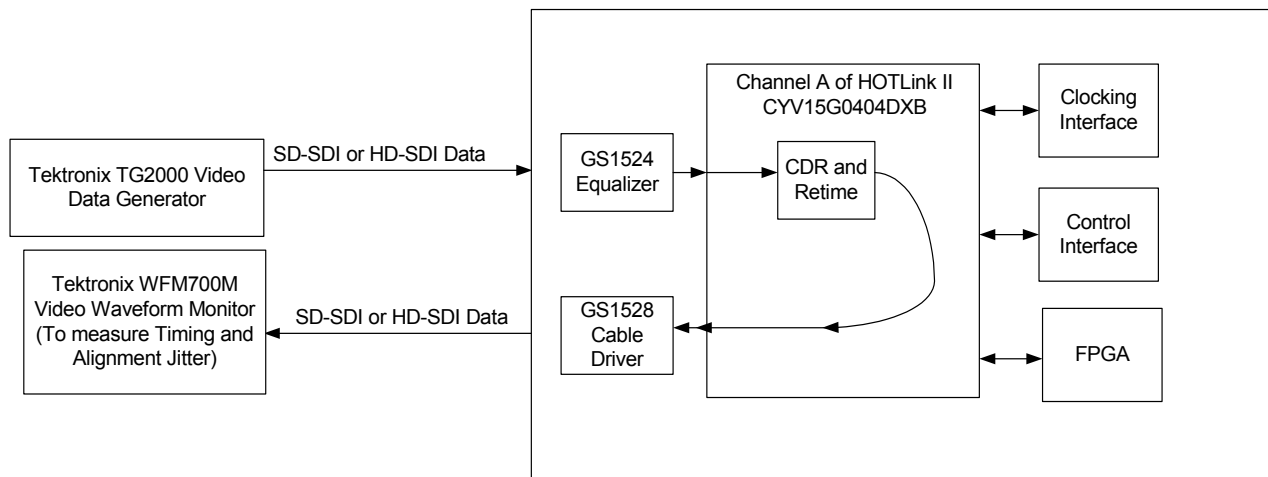 Tektronix TG2000 Video
Data Generator
SD-SDI or HD-SDI Data
Tektronix WFM700M
Video Waveform Monitor
(To measure Timing and
Alignment Jitter)
SD-SDI or HD-SDI Data
GS1524
Equalizer
GS1528
Cable
Driver
Channel A of HOTLink II
CYV15G0404DXB
CDR and
Retime
Clocking
Interface
Control
Interface
FPGA